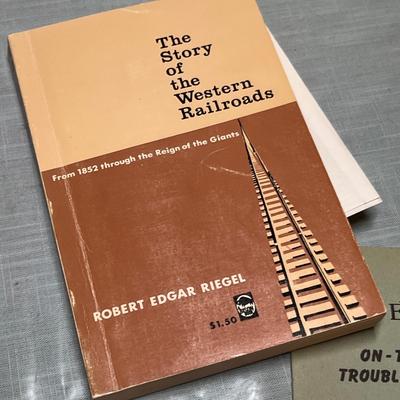 The
Story
of
the
Western
Railroads
From 1852 through the Reign of the Giants
ROBERT EDGAR RIEGEL
$1.50
E
ON-T
TROUBL